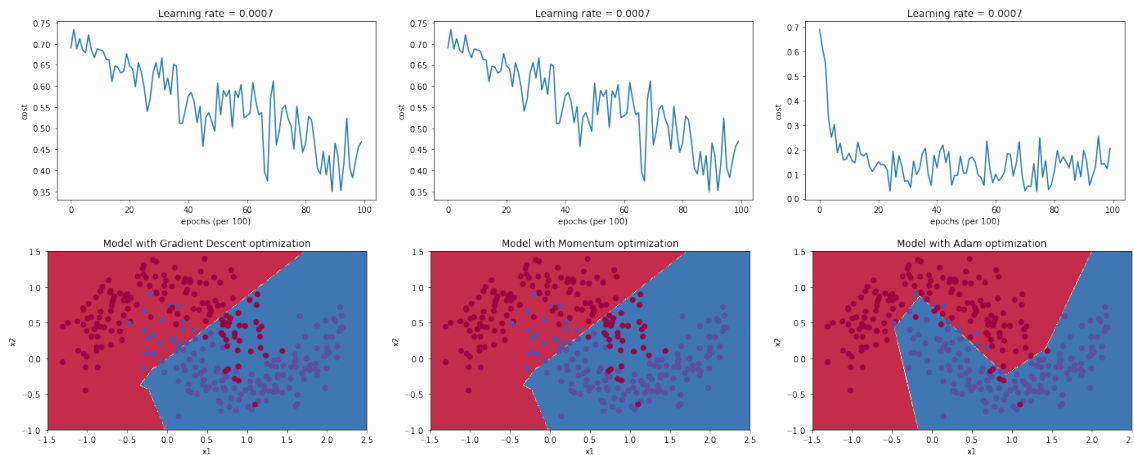 Learning rate = 0.0007
cost
0.75
0.70
0.65
0.60
0.55
0.50
0.45
0.40
0.35
0 20 40 60 80 100
epochs (per 100)
Learning rate = 0.0007
cost
0.75
0.70
0.65
0.60
0.55
0.50
0.45
0.40
0.35
0 20 40 60 80 100
epochs (per 100)
Learning rate = 0.0007
cost
0.7
0.6
0.5
0.4
0.3
0.2
0.1
0.0
0 20 40 60 80 100
epochs (per 100)
Model with Gradient Descent optimization
x2
1.5
1.0
0.5
0.0
−0.5
−1.0
−1.5 −1.0 −0.5 0.0 0.5 1.0 1.5 2.0 2.5
x1
Model with Momentum optimization
x2
1.5
1.0
0.5
0.0
−0.5
−1.0
−1.5 −1.0 −0.5 0.0 0.5 1.0 1.5 2.0 2.5
x1
Model with Adam optimization
x2
1.5
1.0
0.5
0.0
−0.5
−1.0
−1.5 −1.0 −0.5 0.0 0.5 1.0 1.5 2.0 2.5
x1